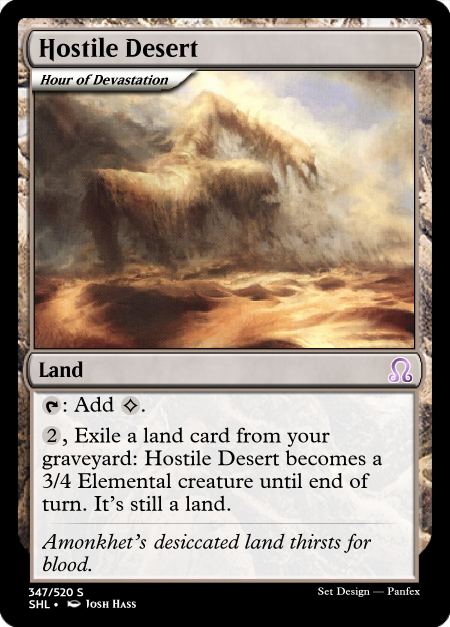 Hostile Desert
Hour of Devastation
Land
: Add .
2, Exile a land card from your
graveyard: Hostile Desert becomes a
3/4 Elemental creature until end of
turn. It's still a land.
Amonkhet's desiccated land thirsts for
blood.
347/520 S
SHL • Josh Hass
Set Design — Panfex